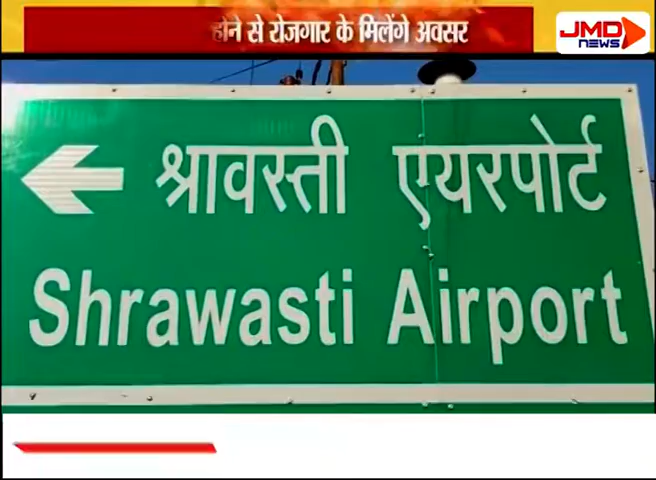 होने से रोजगार के मिलेंगे अवसर
JMD
NEWS
श्रावस्ती एयरपोर्ट
Shrawasti Airport